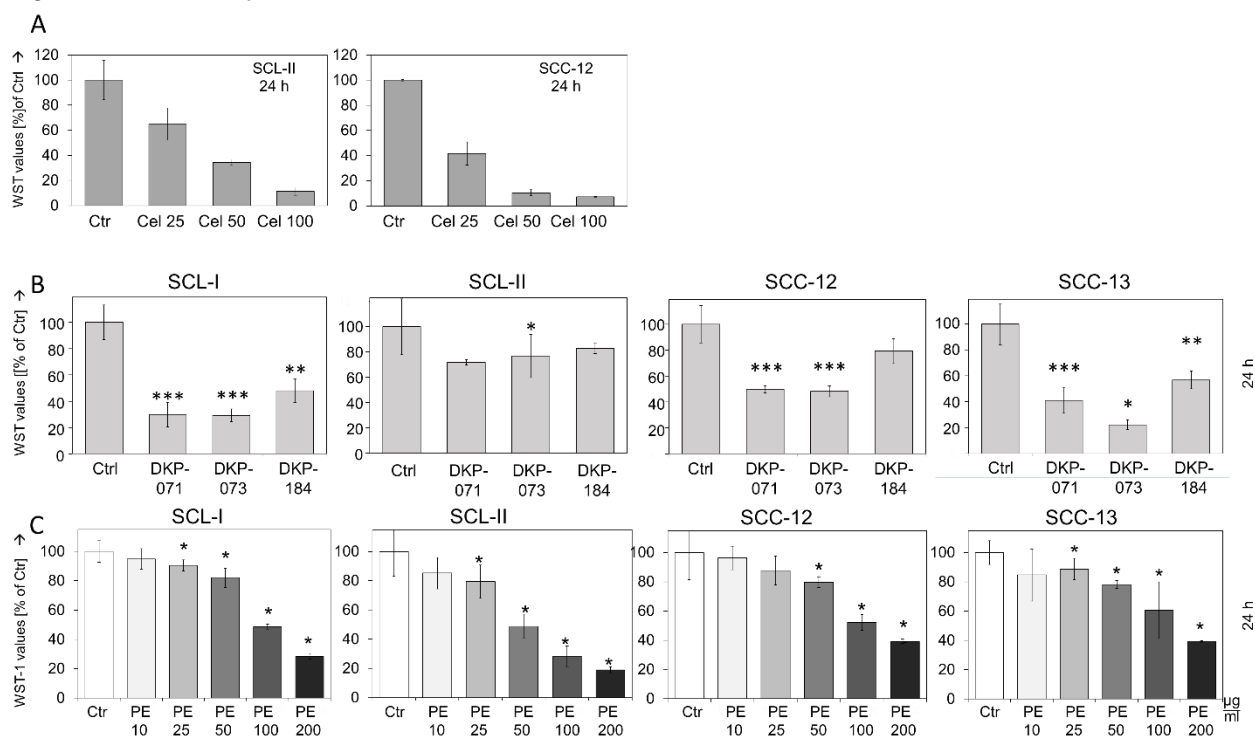 A
WST values [%]of Ctrl →
120
100
80
60
40
20
0
SCL-II
24 h
Ctr Cel 25 Cel 50 Cel 100
120
100
80
60
40
20
0
SCC-12
24 h
Ctr Cel 25 Cel 50 Cel 100
B
WST values [[% of Ctr] →
SCL-I
100
80
60
40
20
*** *** **
Ctrl DKP- DKP- DKP-
071 073 184
SCL-II
100
80
60
40
20
*
Ctrl DKP- DKP- DKP-
071 073 184
SCC-12
100
80
60
40
20
*** ***
Ctrl DKP- DKP- DKP-
071 073 184
SCC-13
100
80
60
40
20
*** * **
Ctrl DKP- DKP- DKP-
071 073 184
24 h
C
WST-1 values [% of Ctr] →
SCL-I
100
80
60
40
20
0
* * * *
Ctr PE PE PE PE PE
10 25 50 100 200
SCL-II
100
80
60
40
20
0
* * * *
Ctr PE PE PE PE PE
10 25 50 100 200
SCC-12
100
80
60
40
20
0
* * *
Ctr PE PE PE PE PE
10 25 50 100 200
SCC-13
100
80
60
40
20
0
* * * *
Ctr PE PE PE PE PE
10 25 50 100 200
µg
ml
24 h